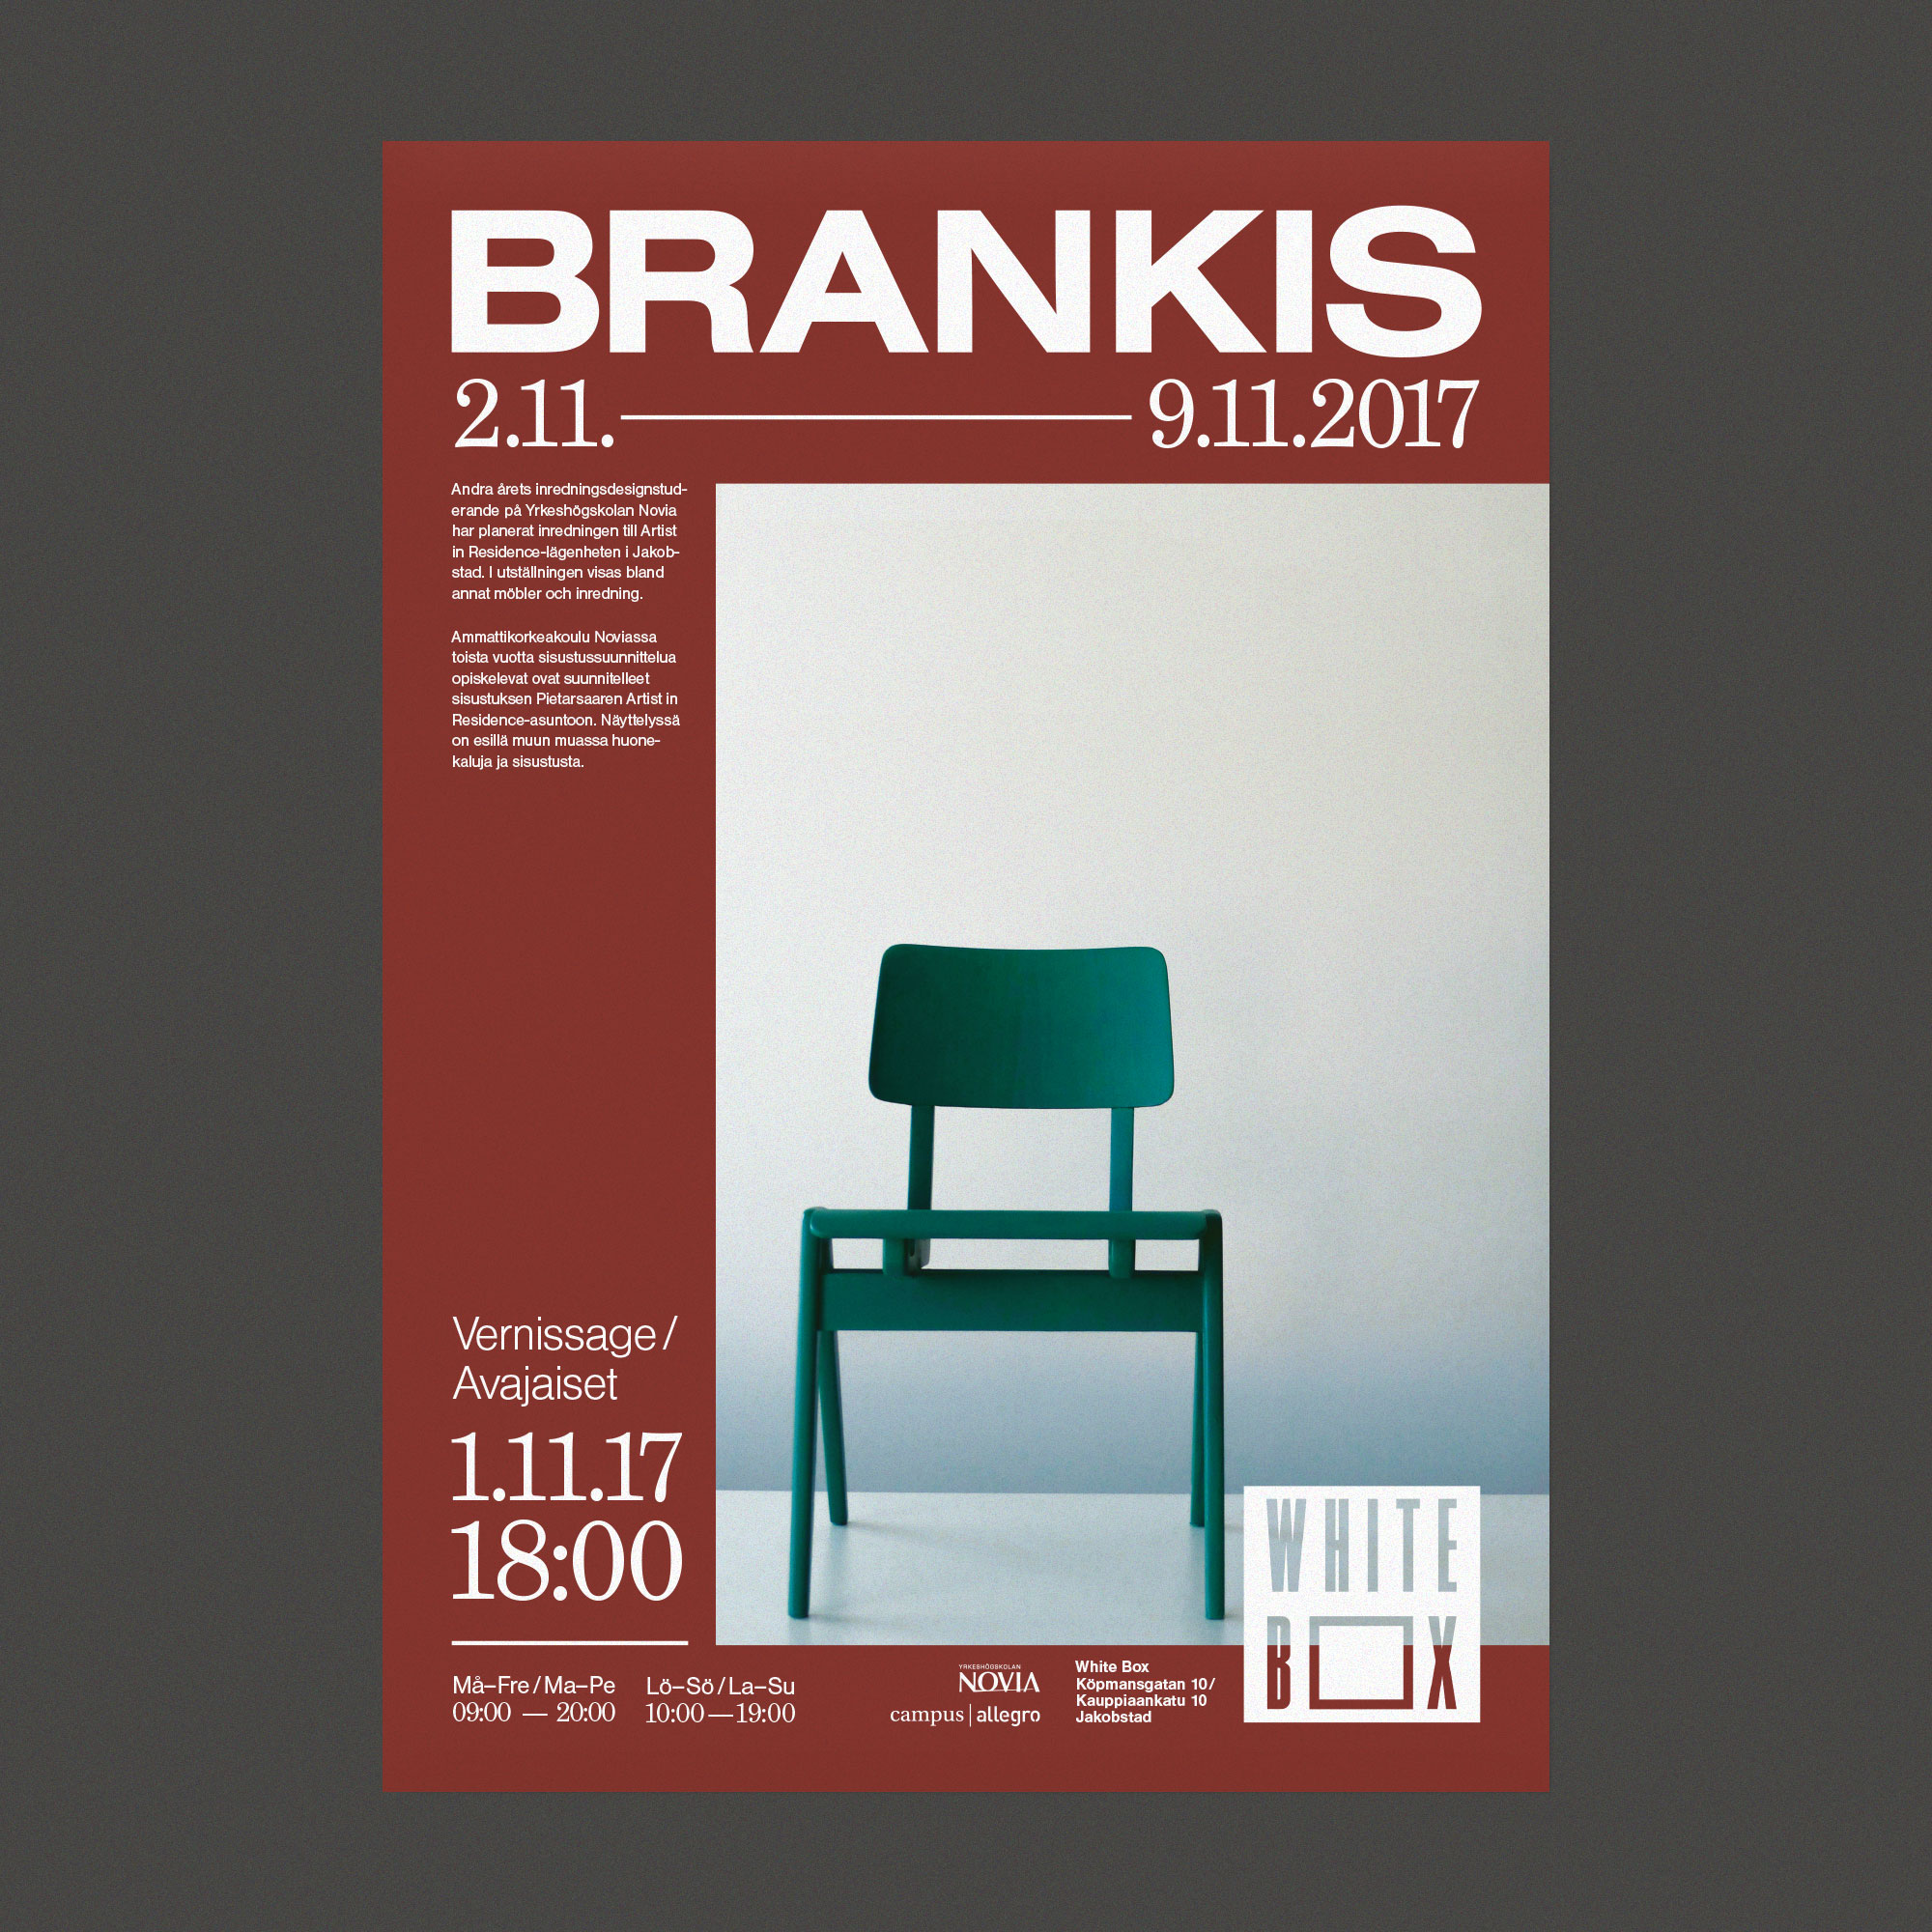 BRANKIS
2.11. — 9.11.2017
Andra årets inredningsdesignstud-
erande på Yrkeshögskolan Novia
har planerat inredningen till Artist
in Residence-lägenheten i Jakob-
stad. I utställningen visas bland
annat möbler och inredning.
Ammattikorkeakoulu Noviassa
toista vuotta sisustussuunnittelua
opiskelevat ovat suunnitelleet
sisustuksen Pietarsaaren Artist in
Residence-asuntoon. Näyttelyssä
on esillä muun muassa huone-
kaluja ja sisustusta.
Vernissage /
Avajaiset
1.11.17
18:00
Må–Fre / Ma–Pe
09:00 — 20:00
Lö–Sö / La–Su
10:00 — 19:00
YRKESHÖGSKOLAN
NOVIA
campus | allegro
White Box
Köpmansgatan 10 /
Kauppiaankatu 10
Jakobstad
WHITE
BOX